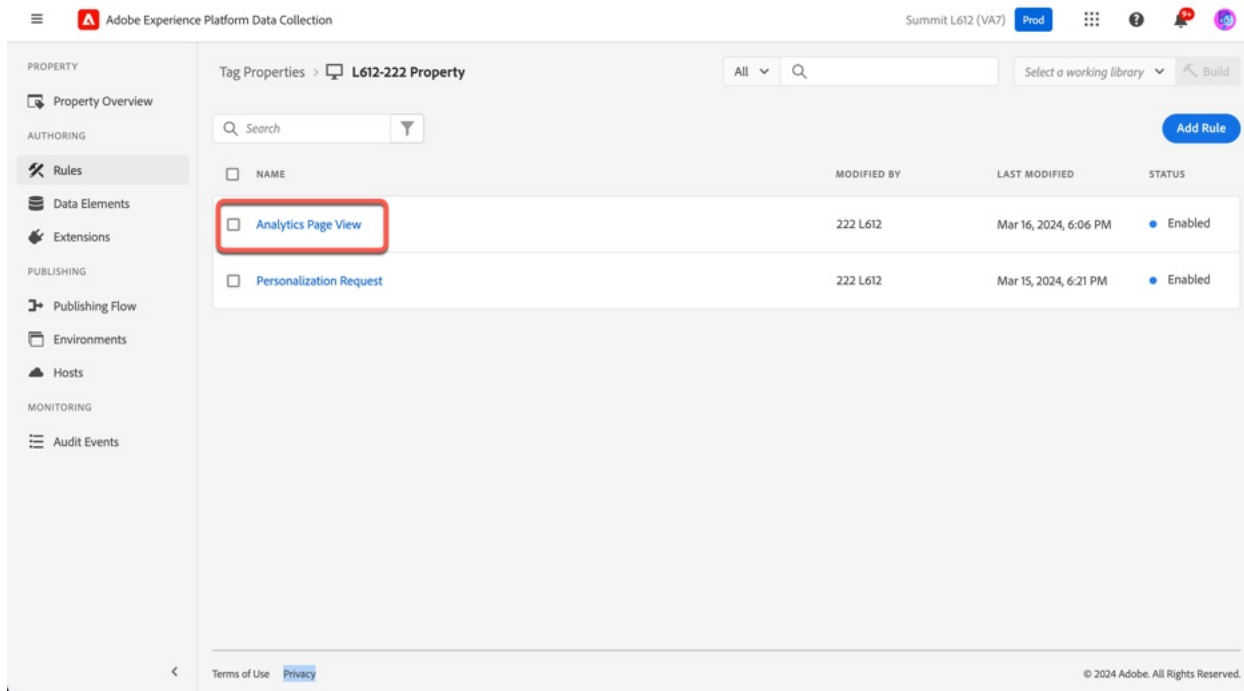 Adobe Experience Platform Data Collection
Summit L612 (VA7)
Prod
9+
PROPERTY
Property Overview
AUTHORING
Rules
Data Elements
Extensions
PUBLISHING
Publishing Flow
Environments
Hosts
MONITORING
Audit Events
Tag Properties > L612-222 Property
All
Select a working library
Build
Search
Add Rule
NAME MODIFIED BY LAST MODIFIED STATUS
Analytics Page View 222 L612 Mar 16, 2024, 6:06 PM Enabled
Personalization Request 222 L612 Mar 15, 2024, 6:21 PM Enabled
Terms of Use Privacy © 2024 Adobe. All Rights Reserved.